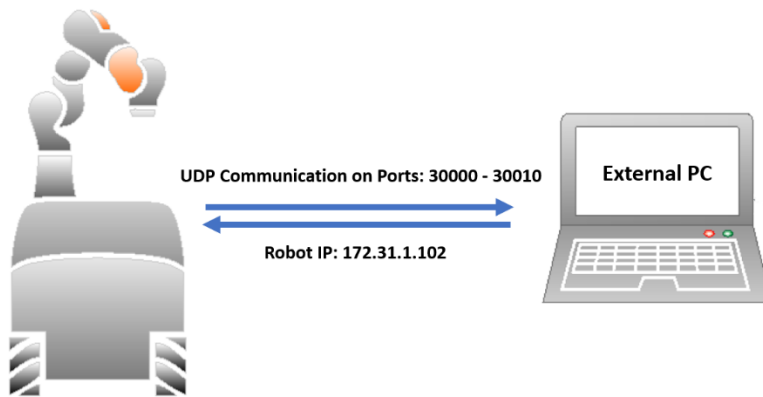 UDP Communication on Ports: 30000 - 30010
External PC
Robot IP: 172.31.1.102